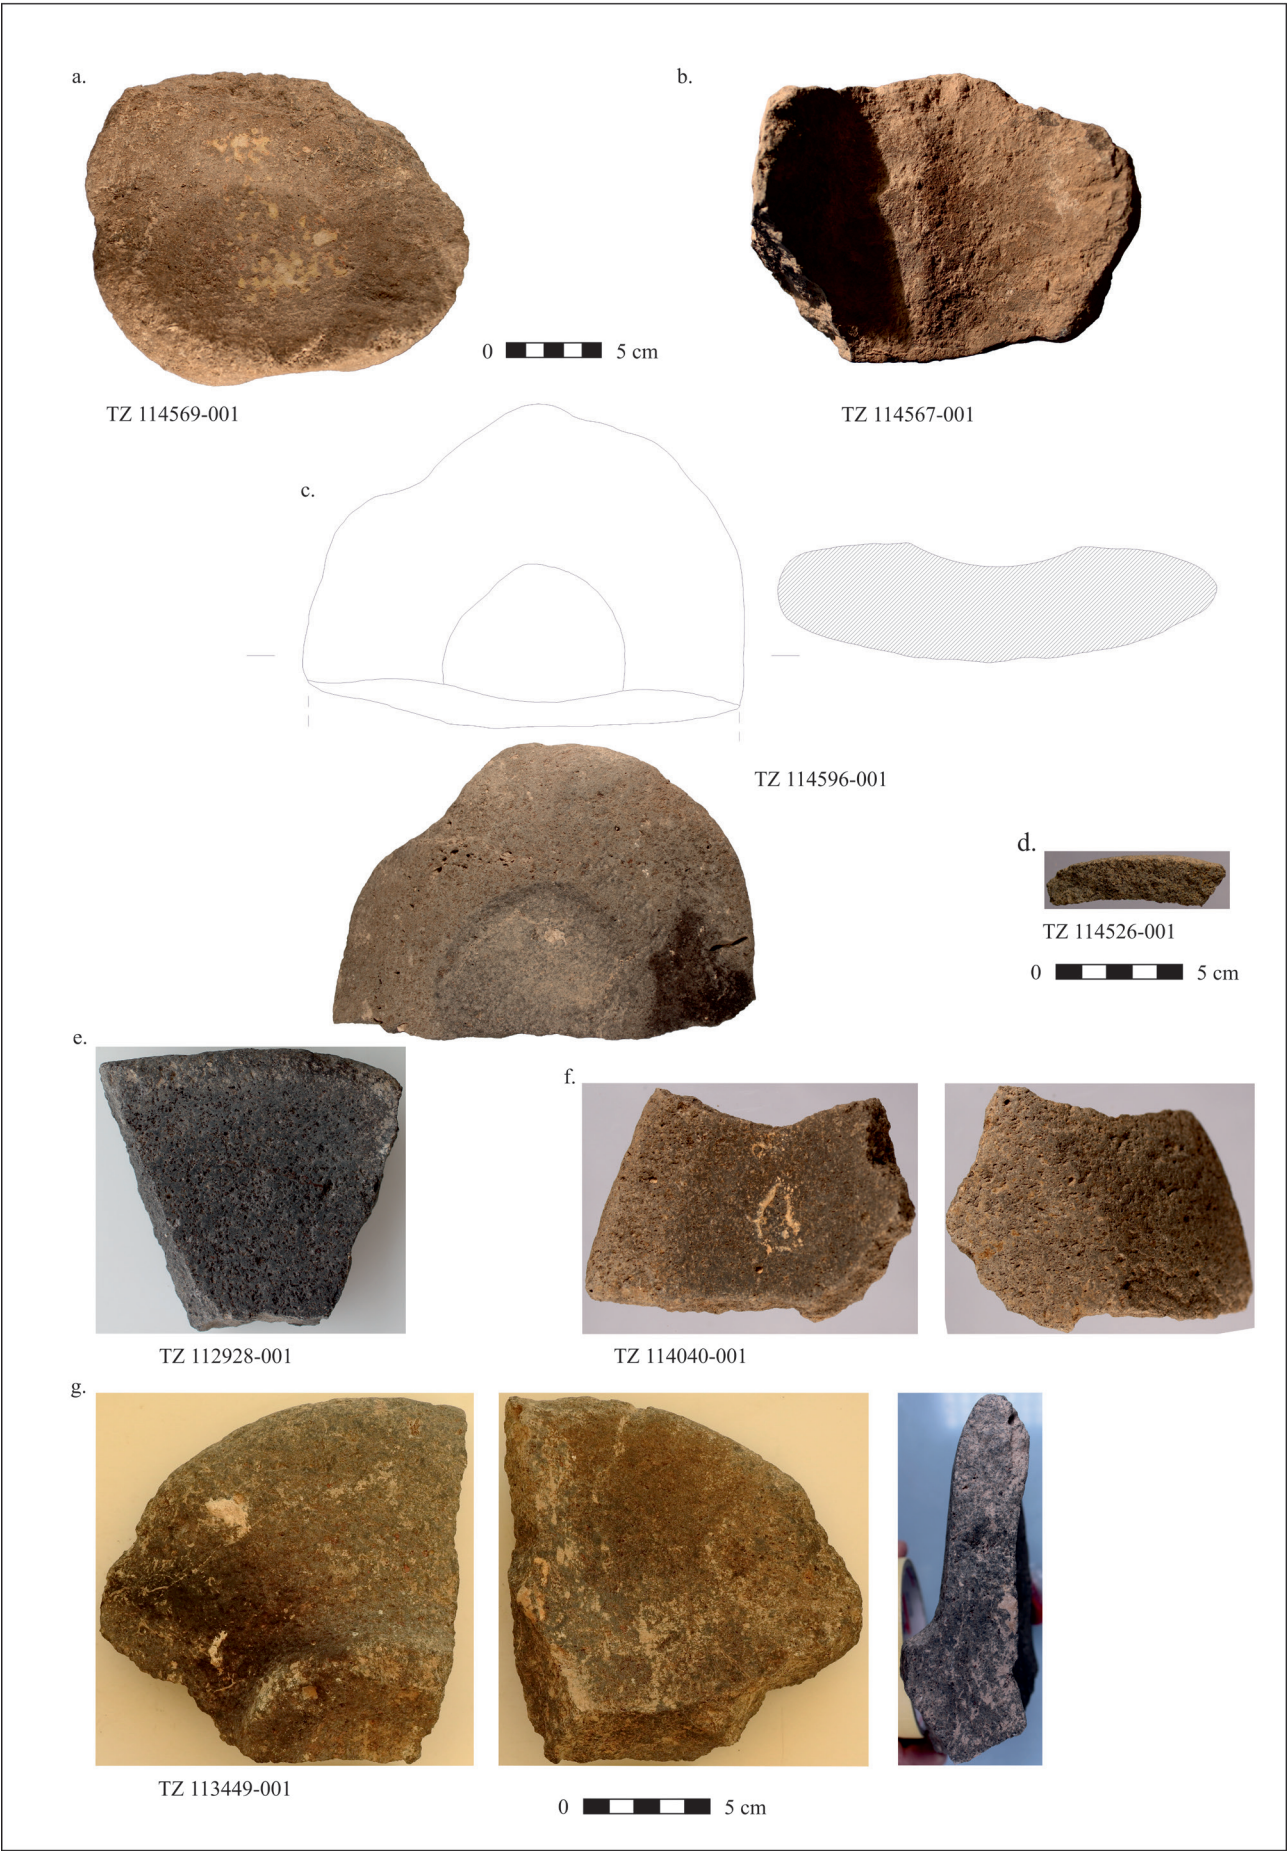 a.
b.
0 5 cm
TZ 114569-001
TZ 114567-001
c.
TZ 114596-001
d.
TZ 114526-001
0 5 cm
e.
f.
TZ 112928-001
TZ 114040-001
g.
TZ 113449-001
0 5 cm